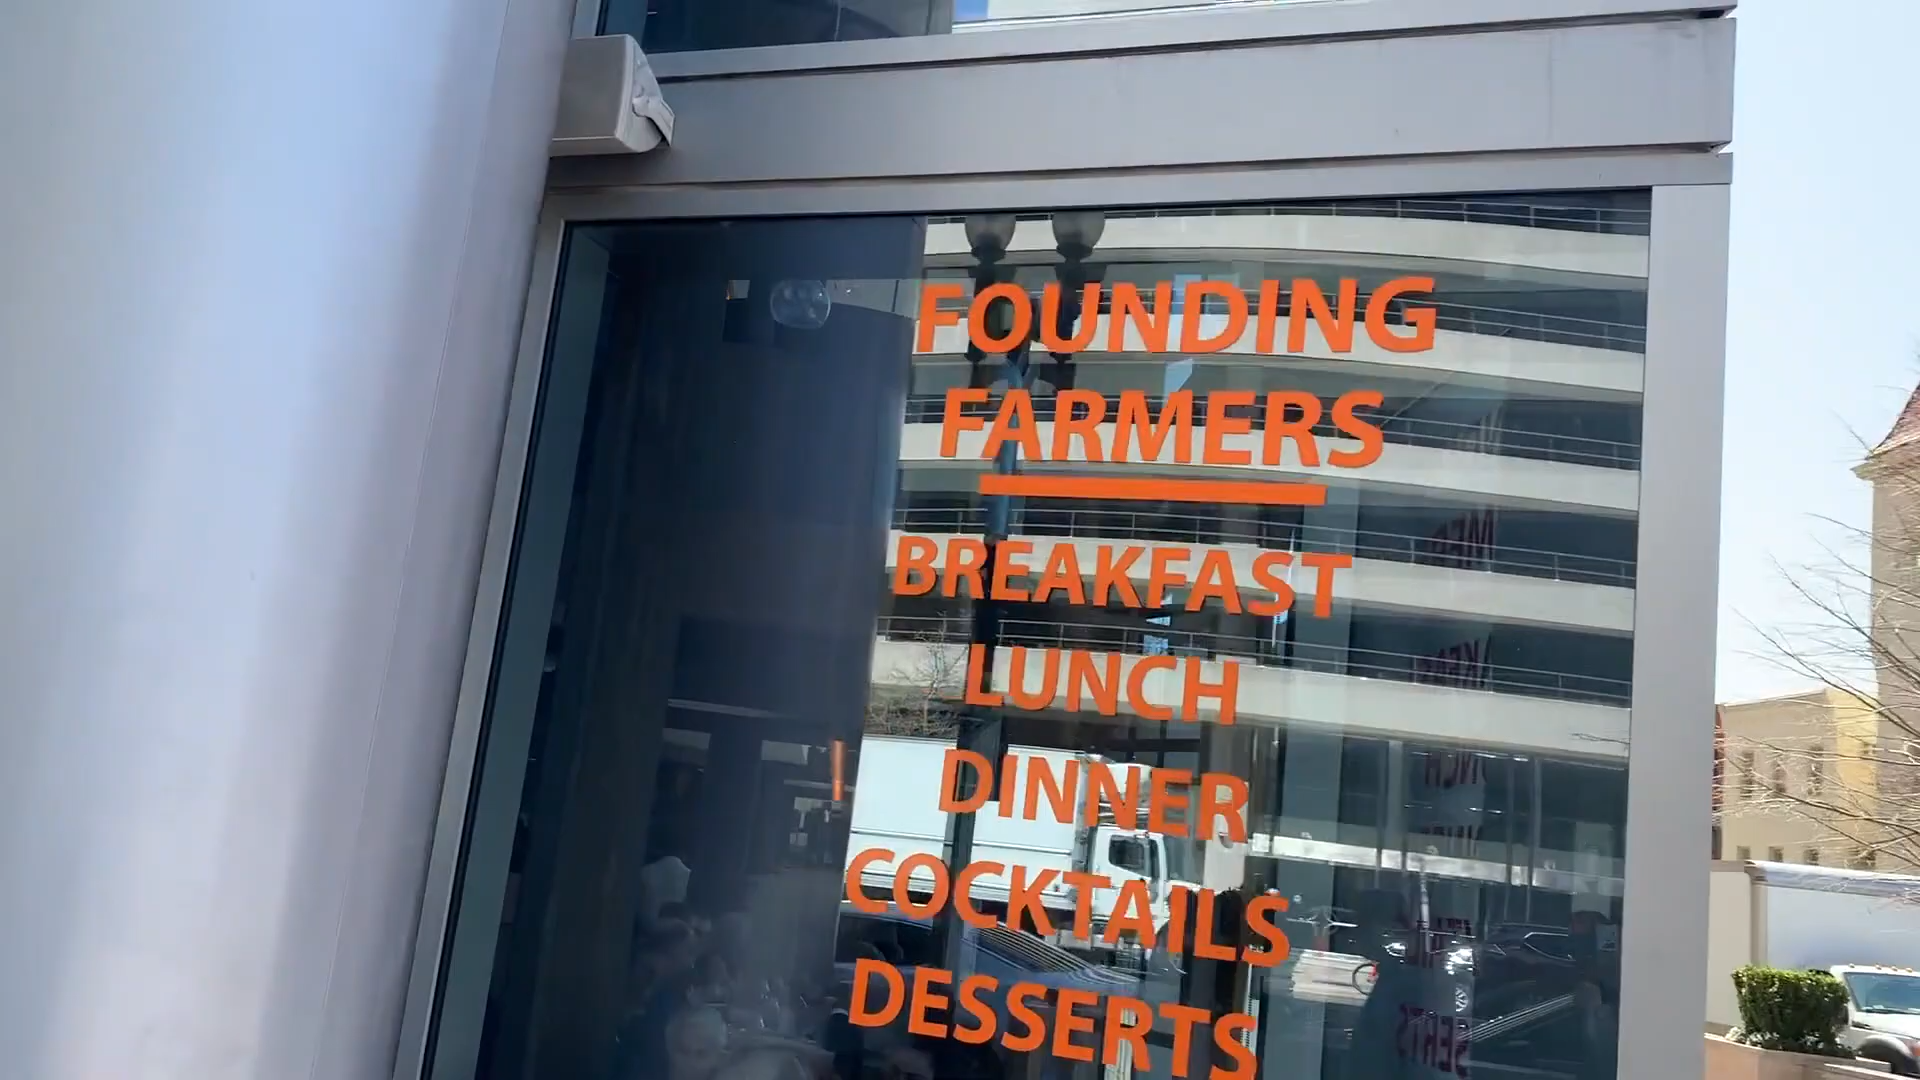 FOUNDING
FARMERS
BREAKFAST
LUNCH
DINNER
COCKTAILS
DESSERTS